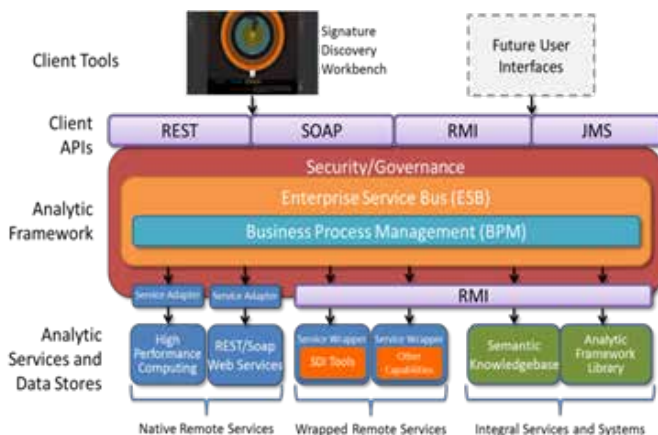 Client Tools
Signature
Discovery
Workbench
Future User
Interfaces
Client
APIs
REST
SOAP
RMI
JMS
Security/Governance
Analytic
Framework
Enterprise Service Bus (ESB)
Business Process Management (BPM)
Service Adapter
Service Adapter
RMI
Analytic
Services and
Data Stores
High
Performance
Computing
REST/Soap
Web Services
Service Wrapper
SDI Tools
Service Wrapper
Other
Capabilities
Semantic
Knowledgebase
Analytic
Framework
Library
Native Remote Services
Wrapped Remote Services
Integral Services and Systems